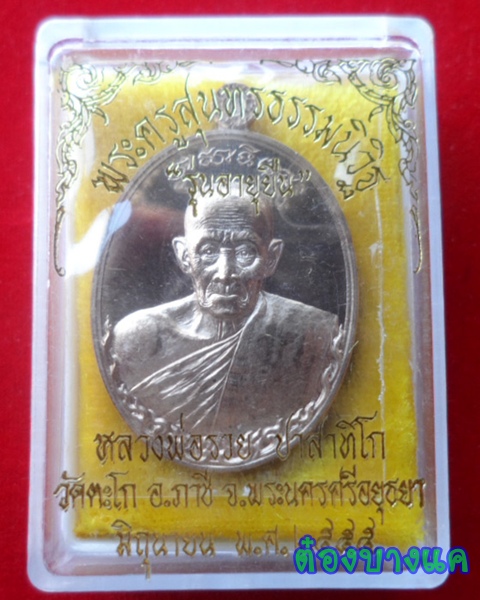 พระครูสุนทรธรรมนิวิฐ
"รุ่นอายุยืน"
หลวงพ่อรวย ปาสาทิโก
วัดตะโก อ.ภาชี จ.พระนครศรีอยุธยา
มิถุนายน พ.ศ. ๒๕๕๕
ต๋องบางแค